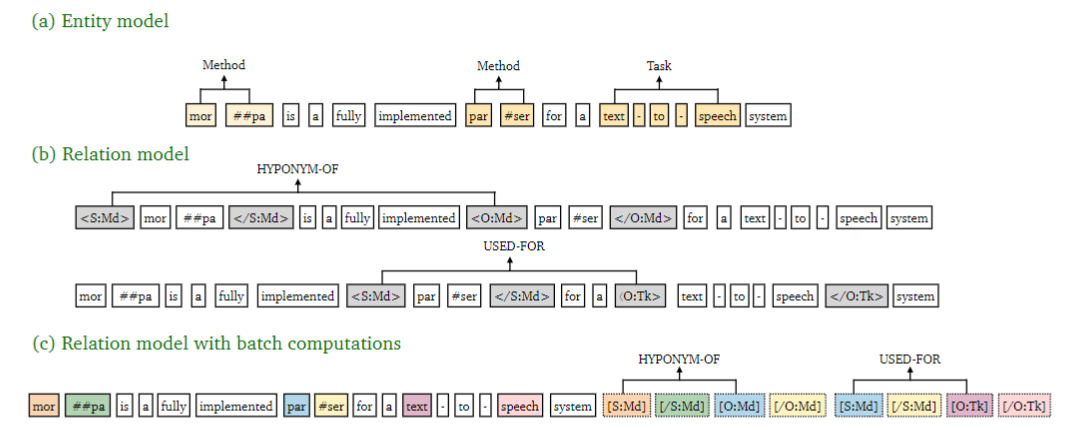 (a) Entity model
Method Method Task
mor ##pa is a fully implemented par #ser for a text - to - speech system
(b) Relation model
HYPONYM-OF
<S:Md> mor ##pa </S:Md> is a fully implemented <O:Md> par #ser </O:Md> for a text - to - speech system
USED-FOR
mor ##pa is a fully implemented <S:Md> par #ser </S:Md> for a (O:Tk> text - to - speech </O:Tk> system
(c) Relation model with batch computations
HYPONYM-OF USED-FOR
mor ##pa is a fully implemented par #ser for a text - to - speech system [S:Md] [/S:Md] [O:Md] [/O:Md] [S:Md] [/S:Md] [O:Tk] [/O:Tk]